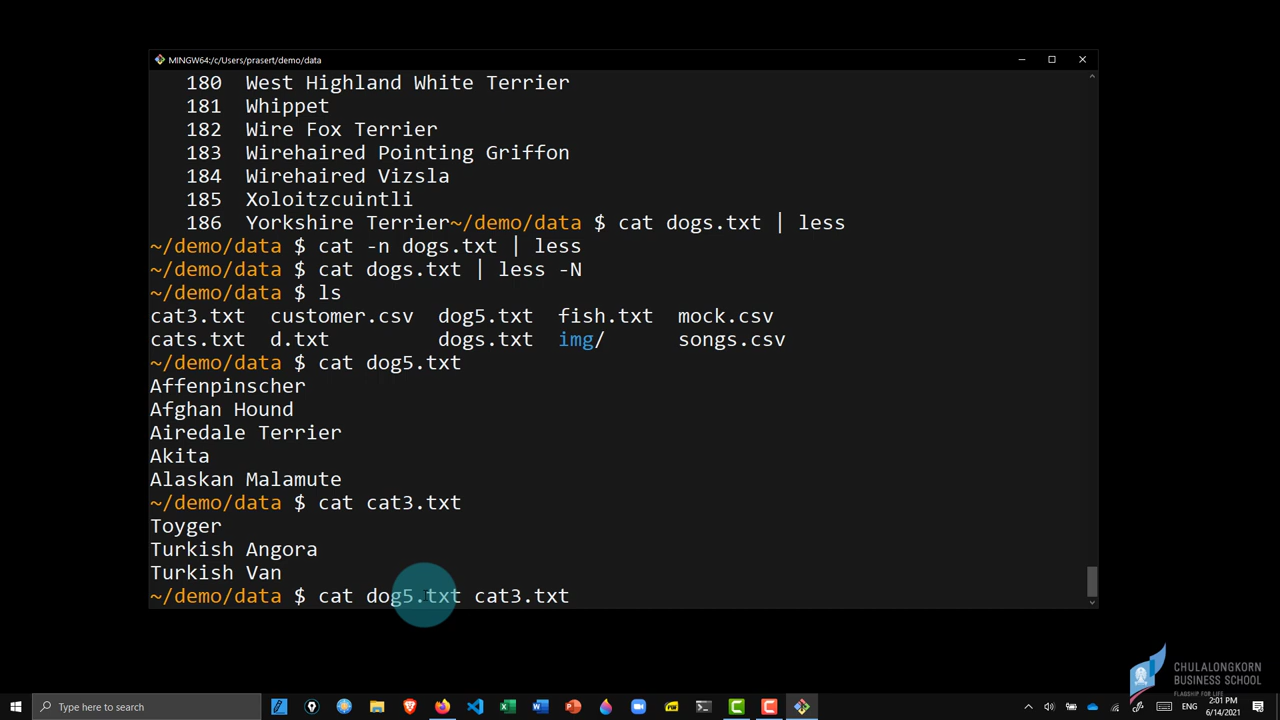 MINGW64:/c/Users/prasert/demo/data
180 West Highland White Terrier
181 Whippet
182 Wire Fox Terrier
183 Wirehaired Pointing Griffon
184 Wirehaired Vizsla
185 Xoloitzcuintli
186 Yorkshire Terrier~/demo/data $ cat dogs.txt | less
~/demo/data $ cat -n dogs.txt | less
~/demo/data $ cat dogs.txt | less -N
~/demo/data $ ls
cat3.txt customer.csv dog5.txt fish.txt mock.csv
cats.txt d.txt dogs.txt img/ songs.csv
~/demo/data $ cat dog5.txt
Affenpinscher
Afghan Hound
Airedale Terrier
Akita
Alaskan Malamute
~/demo/data $ cat cat3.txt
Toyger
Turkish Angora
Turkish Van
~/demo/data $ cat dog5.txt cat3.txt
CHULALONGKORN
BUSINESS SCHOOL
FLAGSHIP FOR LIFE
Type here to search
ENG
2:01 PM
6/14/2021